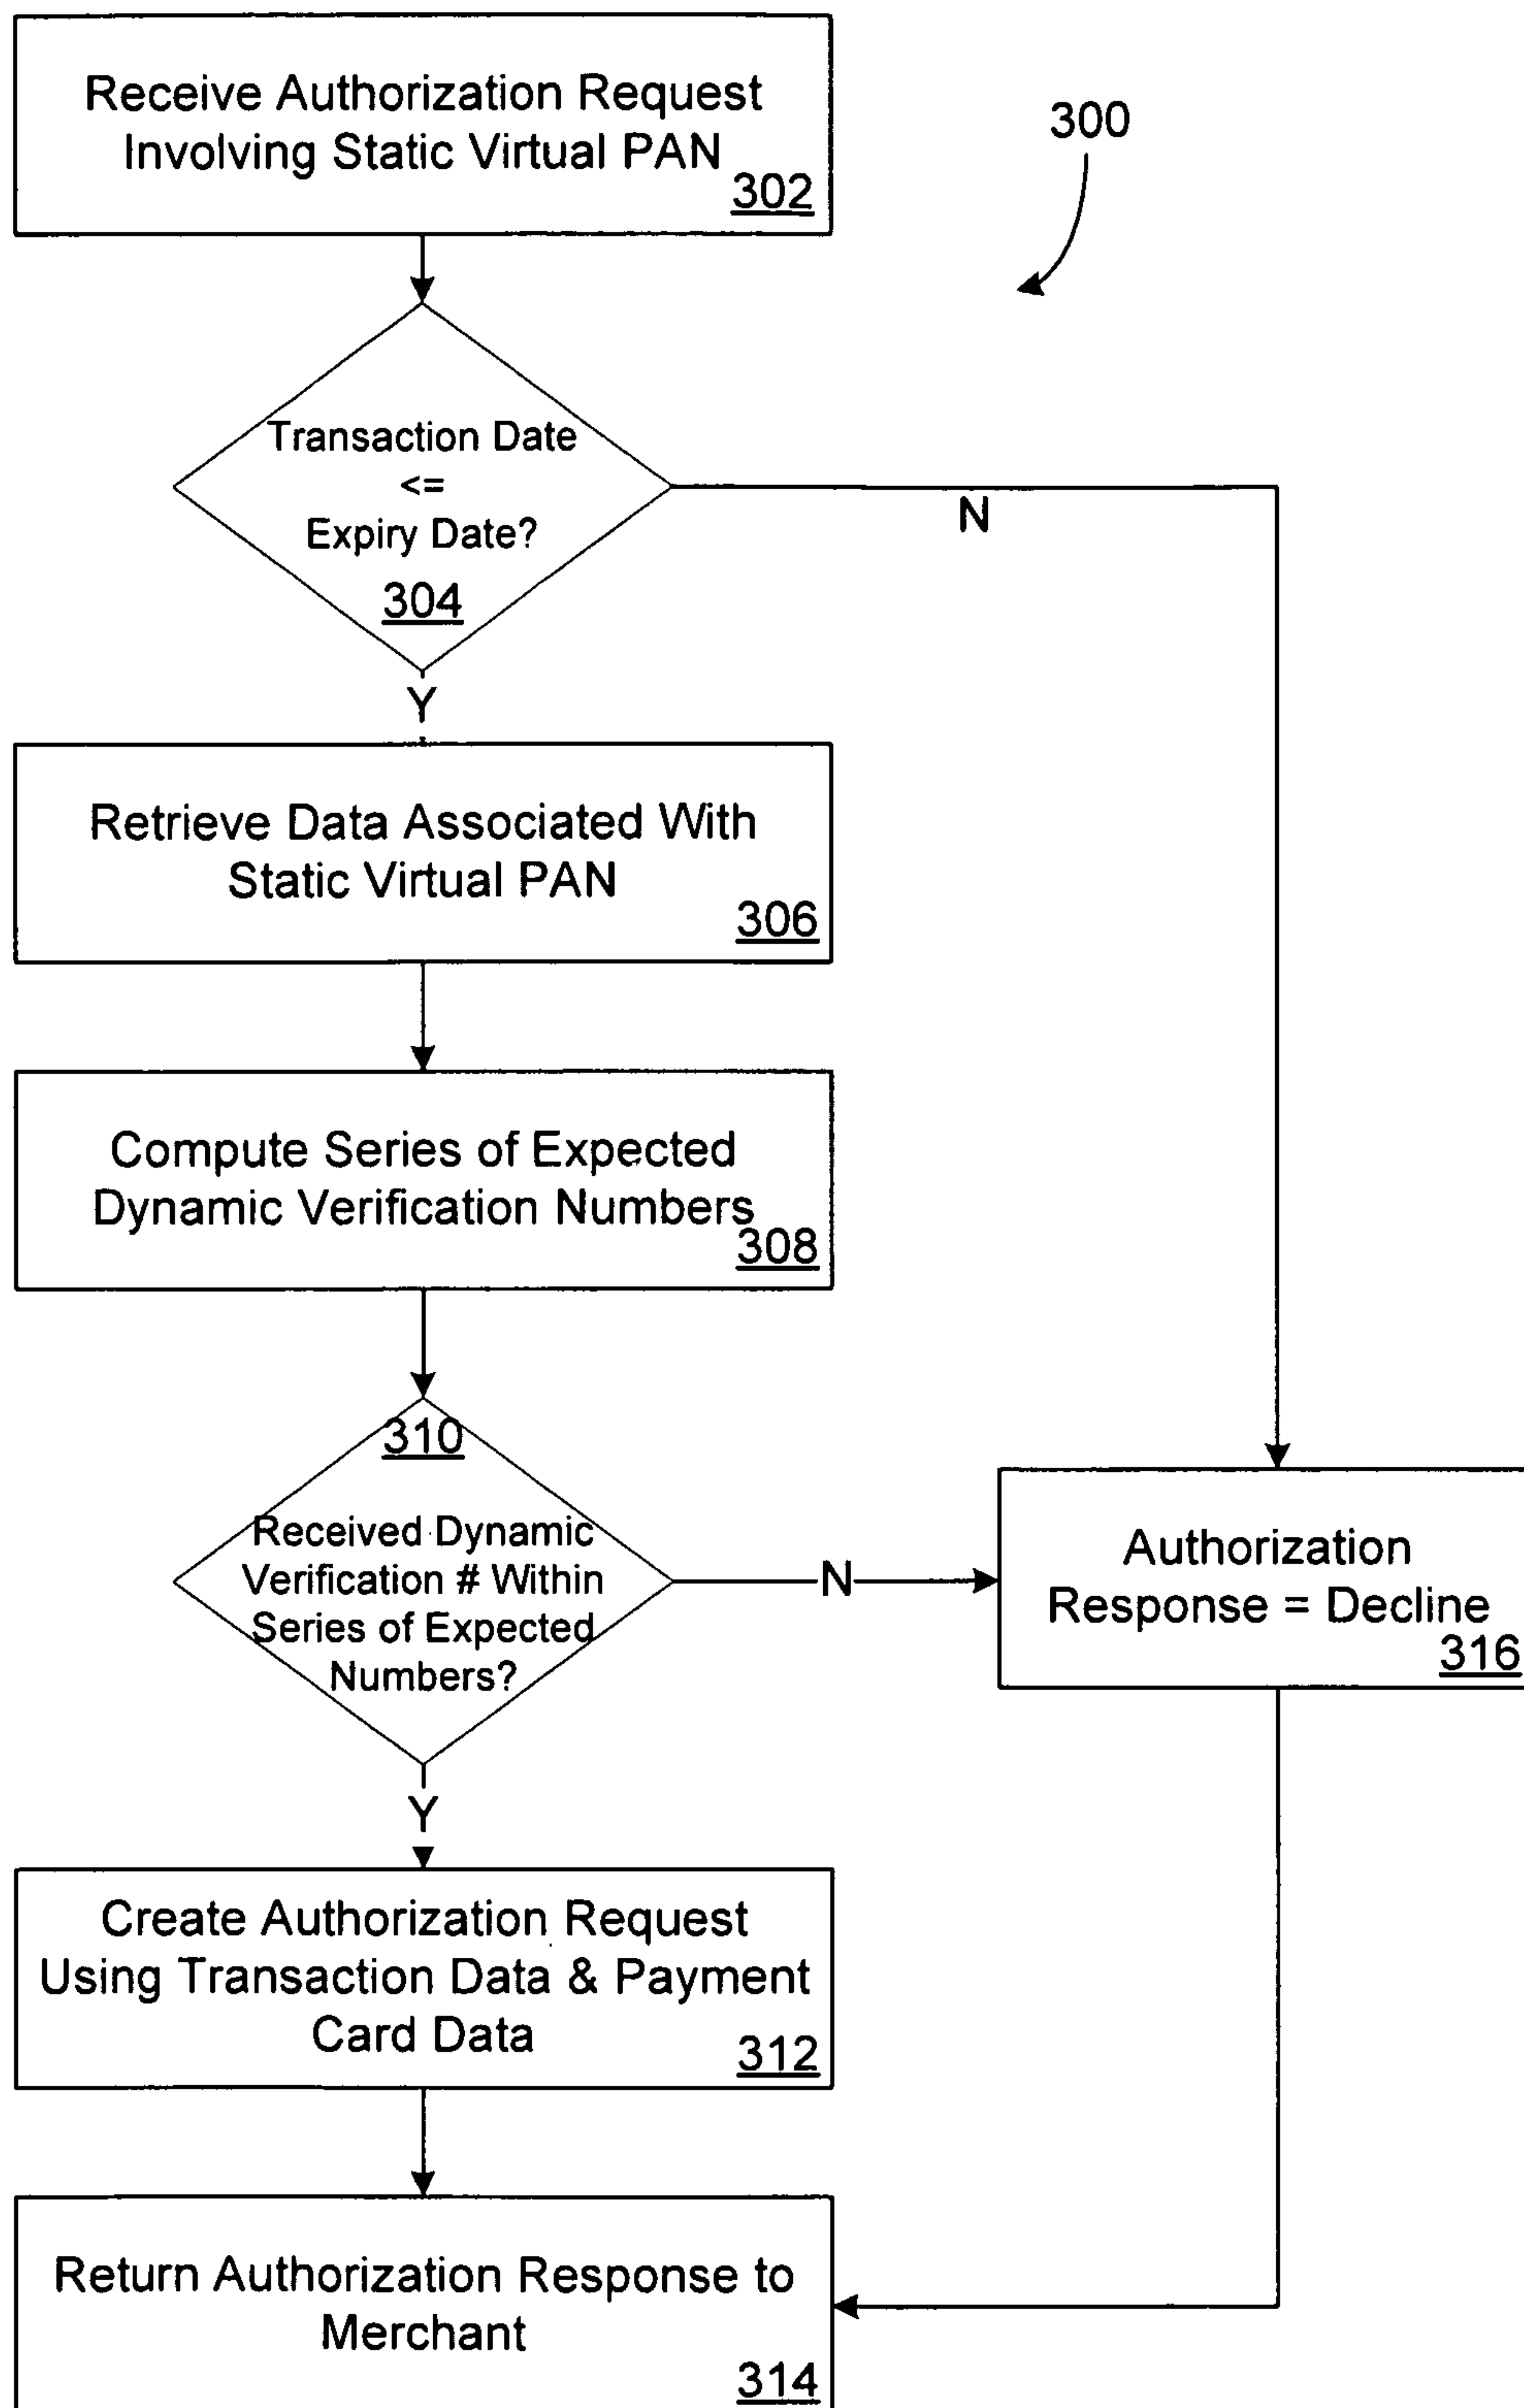 Receive Authorization Request
Involving Static Virtual PAN
302
300
Transaction Date
<=
Expiry Date?
304
N
Y
Retrieve Data Associated With
Static Virtual PAN
306
Compute Series of Expected
Dynamic Verification Numbers
308
310
Received Dynamic
Verification # Within
Series of Expected
Numbers?
N
Authorization
Response = Decline
316
Y
Create Authorization Request
Using Transaction Data & Payment
Card Data
312
Return Authorization Response to
Merchant
314